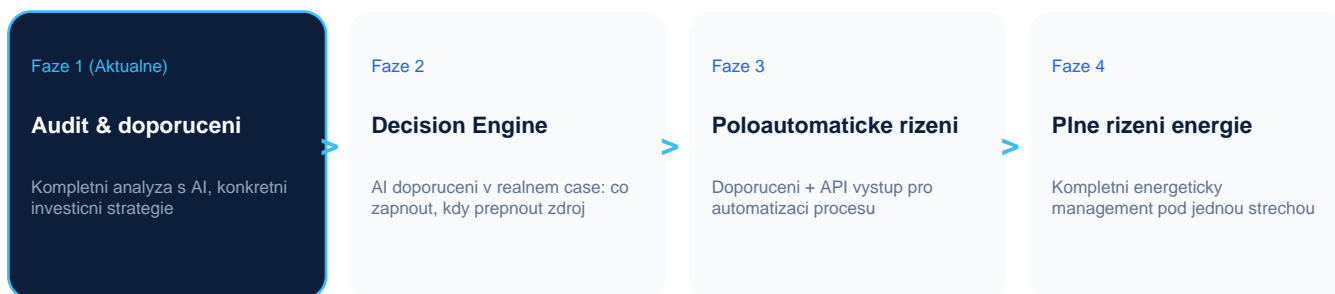 Faze 1 (Aktualne)
Audit & doporuceni
Kompletni analyza s AI, konkretni
investicni strategie
>
Faze 2
Decision Engine
AI doporuceni v realnem case: co
zapnout, kdy prepnout zdroj
>
Faze 3
Poloautomaticke rizeni
Doporuceni + API vystup pro
automatizaci procesu
>
Faze 4
Plne rizeni energie
Kompletni energeticky
management pod jednou strechou